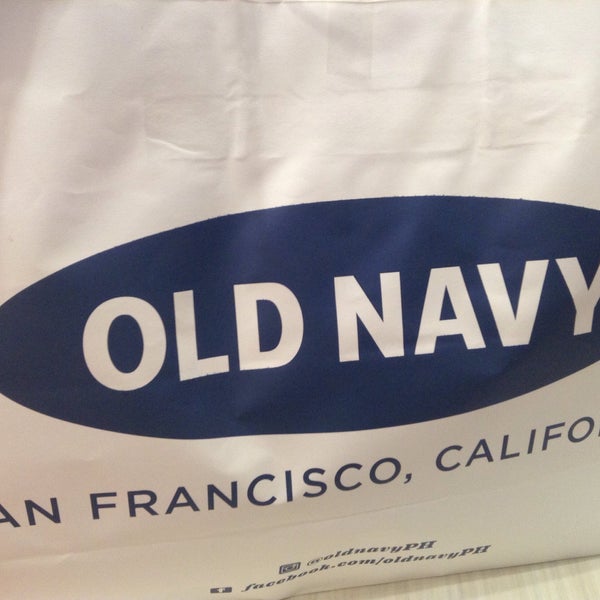 OLD NAVY
AN FRANCISCO, CALIFO
@oldnavyPH
facebook.com/oldnavyPH